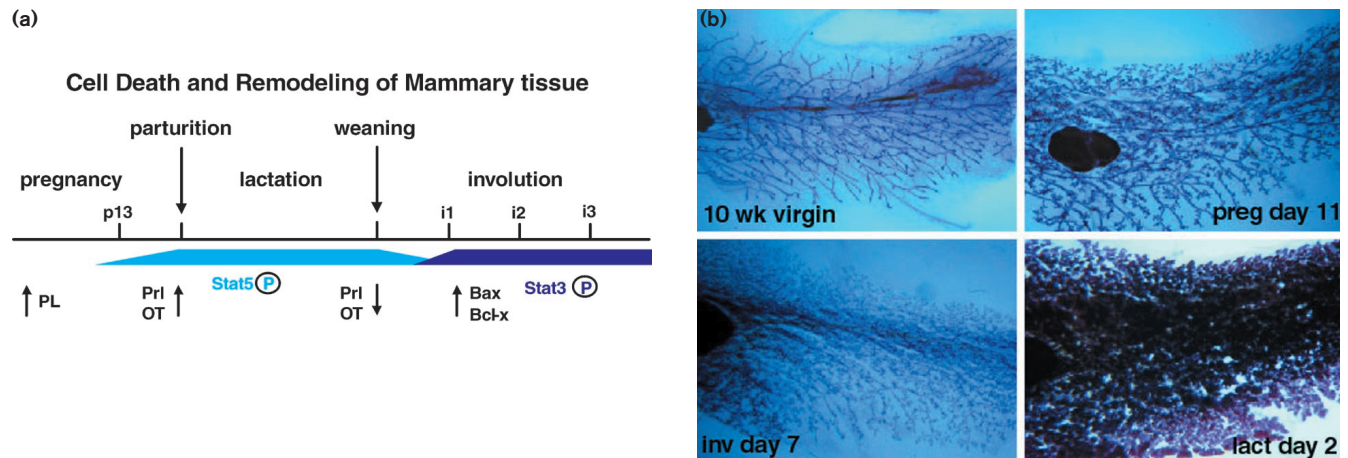 (a)
Cell Death and Remodeling of Mammary tissue
parturition weaning
pregnancy lactation involution
p13 i1 i2 i3
Stat5 P
Stat3 P
PL
Prl
OT
Prl
OT
Bax
Bcl-x
(b)
10 wk virgin
preg day 11
inv day 7
lact day 2